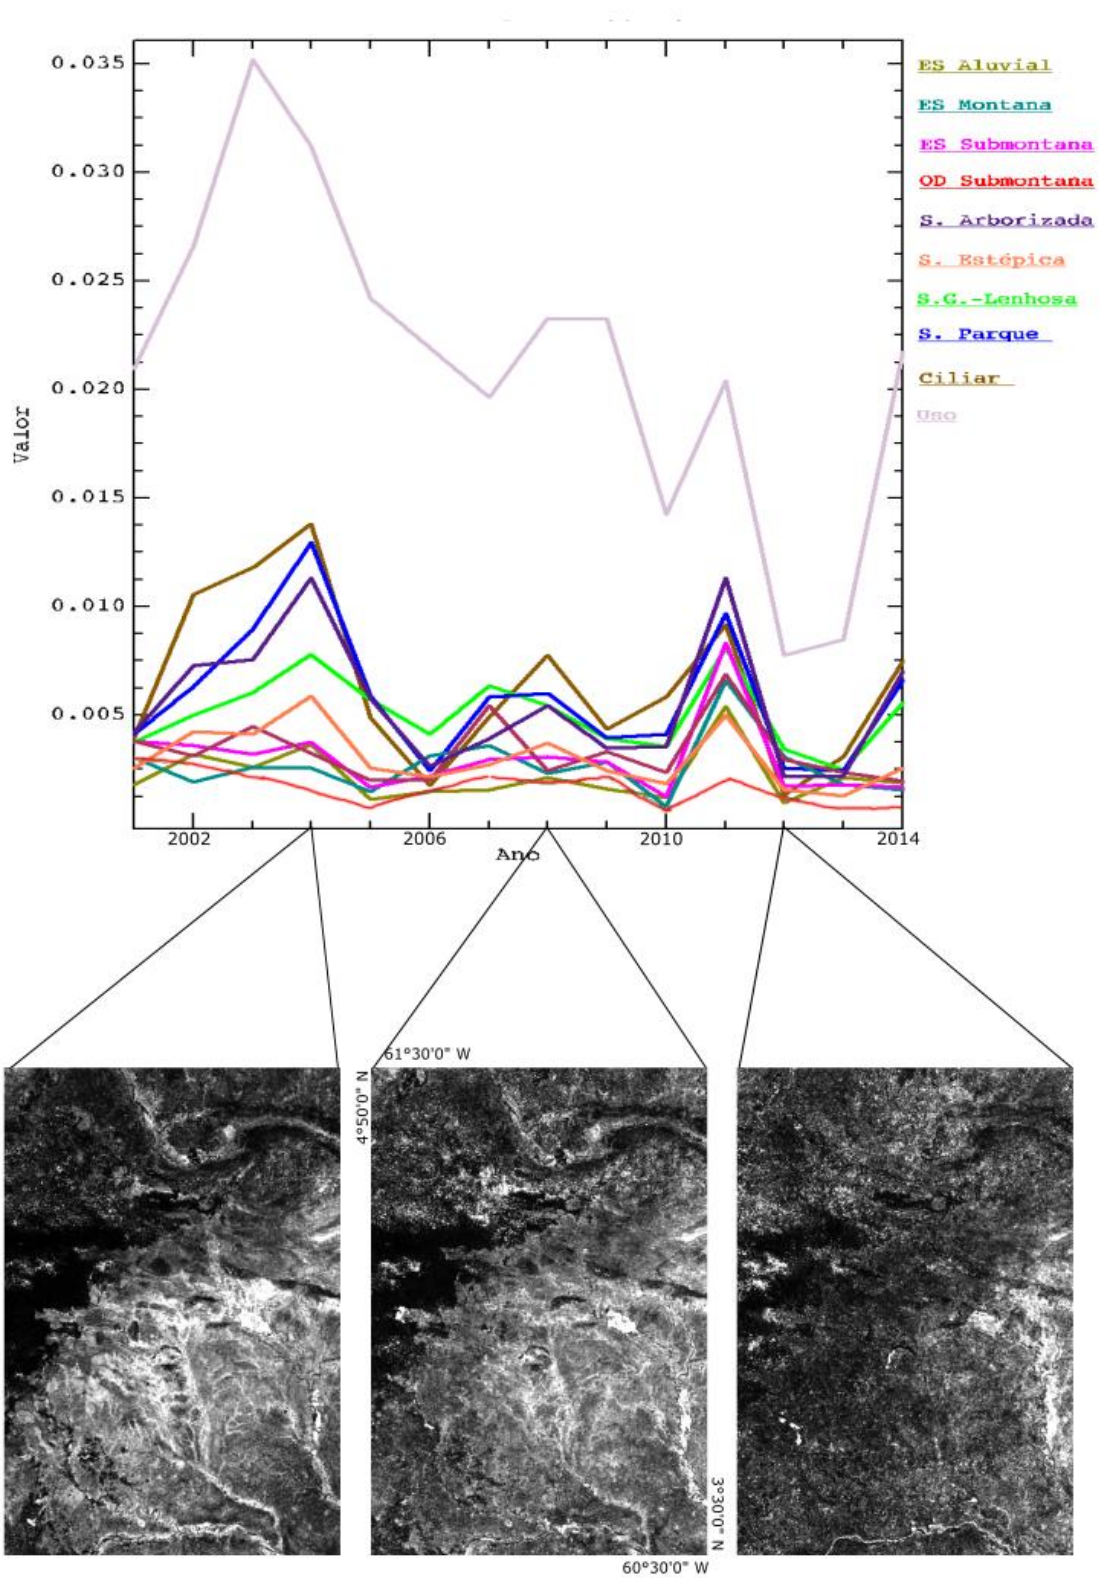 0.035
0.030
0.025
0.020
0.015
0.010
0.005
Valor
2002
2006
2010
2014
Ano
ES Aluvial
ES Montana
ES Submontana
OD Submontana
S. Arborizada
S. Estépica
S.G.-Lenhosa
S. Parque
Ciliar
Uso
61°30'0" W
4°50'0" N
3°30'0" N
60°30'0" W